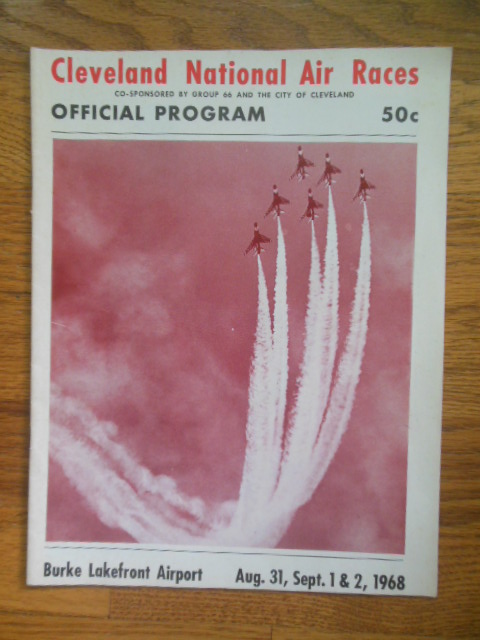 Cleveland National Air Races
CO-SPONSORED BY GROUP 66 AND THE CITY OF CLEVELAND
OFFICIAL PROGRAM 50c
Burke Lakefront Airport Aug. 31, Sept. 1 & 2, 1968